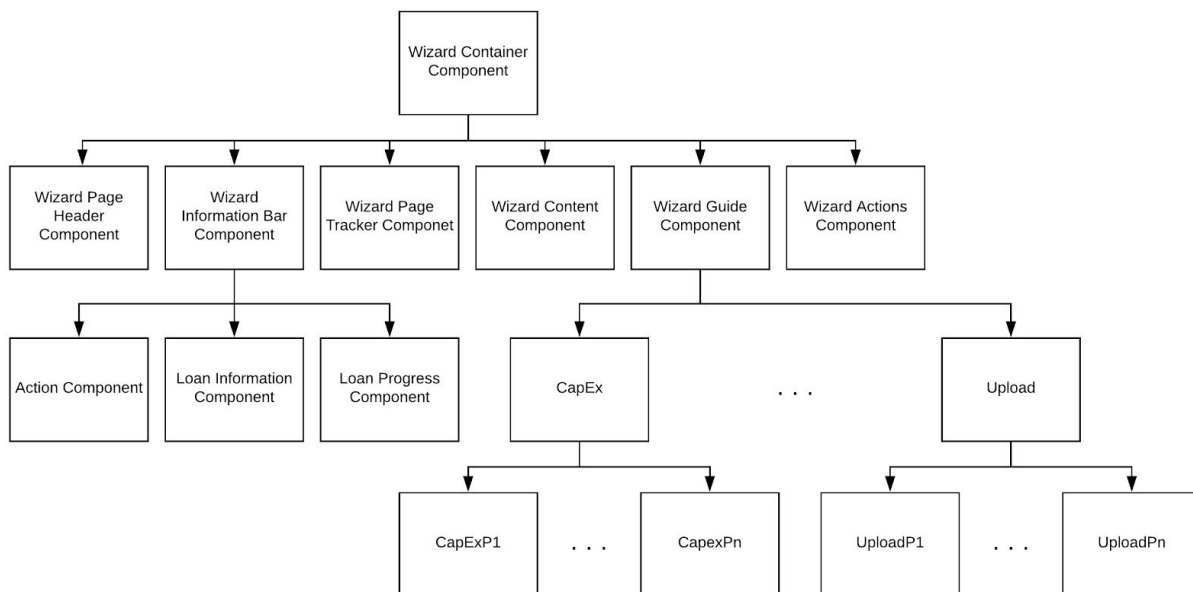 Wizard Container
Component
Wizard Page
Header
Component
Wizard
Information Bar
Component
Wizard Page
Tracker Componet
Wizard Content
Component
Wizard Guide
Component
Wizard Actions
Component
Action Component
Loan Information
Component
Loan Progress
Component
CapEx
. . .
Upload
CapExP1
. . .
CapexPn
UploadP1
. . .
UploadPn